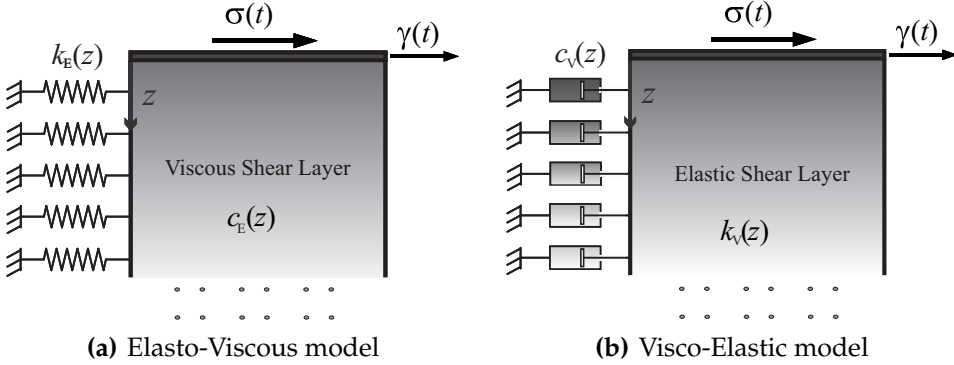 σ(t)
γ(t)
k_E(z)
z
Viscous Shear Layer
c_E(z)
(a) Elasto-Viscous model
σ(t)
γ(t)
c_V(z)
z
Elastic Shear Layer
k_V(z)
(b) Visco-Elastic model